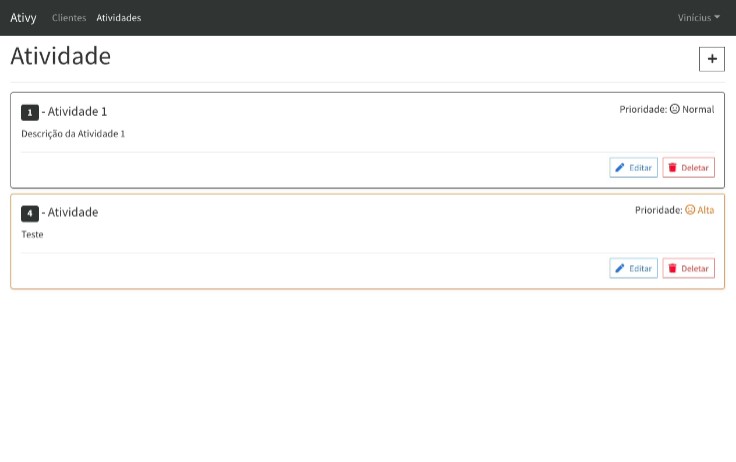 Ativy Clientes Atividades Vinícius
Atividade
+
1 - Atividade 1 Prioridade: Normal
Descrição da Atividade 1
Editar Deletar
4 - Atividade Prioridade: Alta
Teste
Editar Deletar